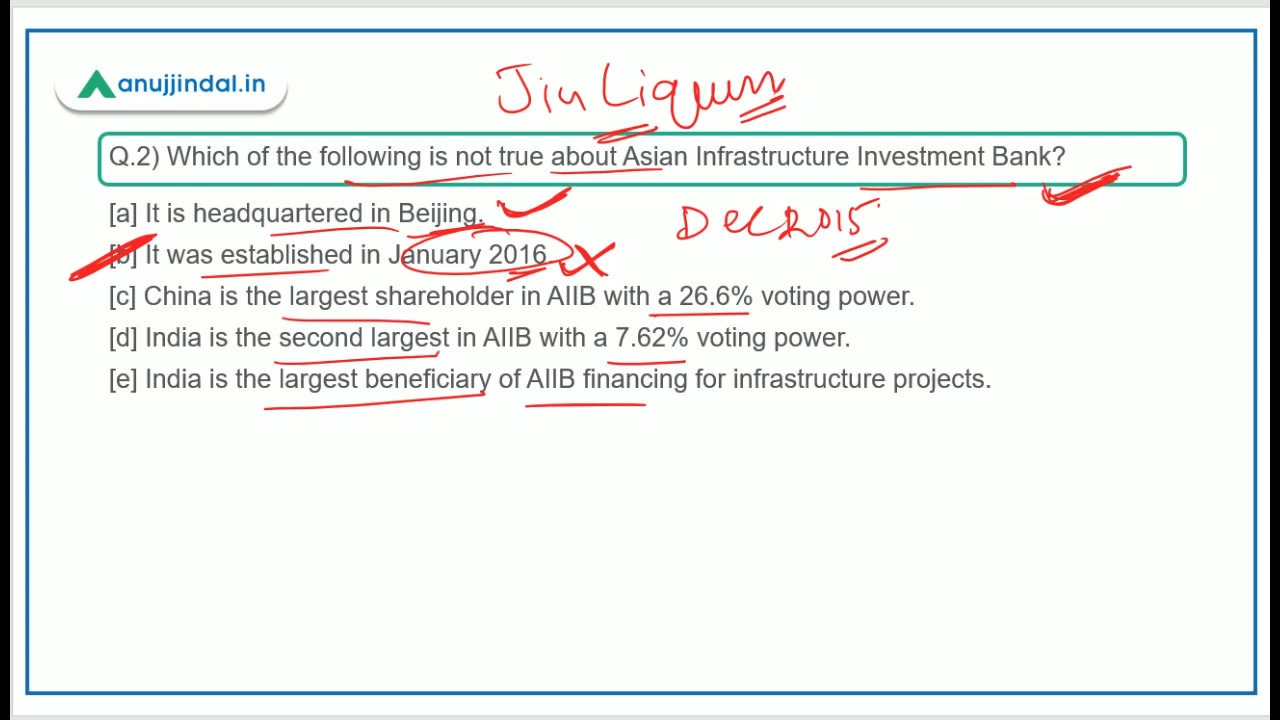 anujjindal.in
Jin Liqunn
Q.2) Which of the following is not true about Asian Infrastructure Investment Bank?
[a] It is headquartered in Beijing.
Dec 2015
[b] It was established in January 2016.
[c] China is the largest shareholder in AIIB with a 26.6% voting power.
[d] India is the second largest in AIIB with a 7.62% voting power.
[e] India is the largest beneficiary of AIIB financing for infrastructure projects.